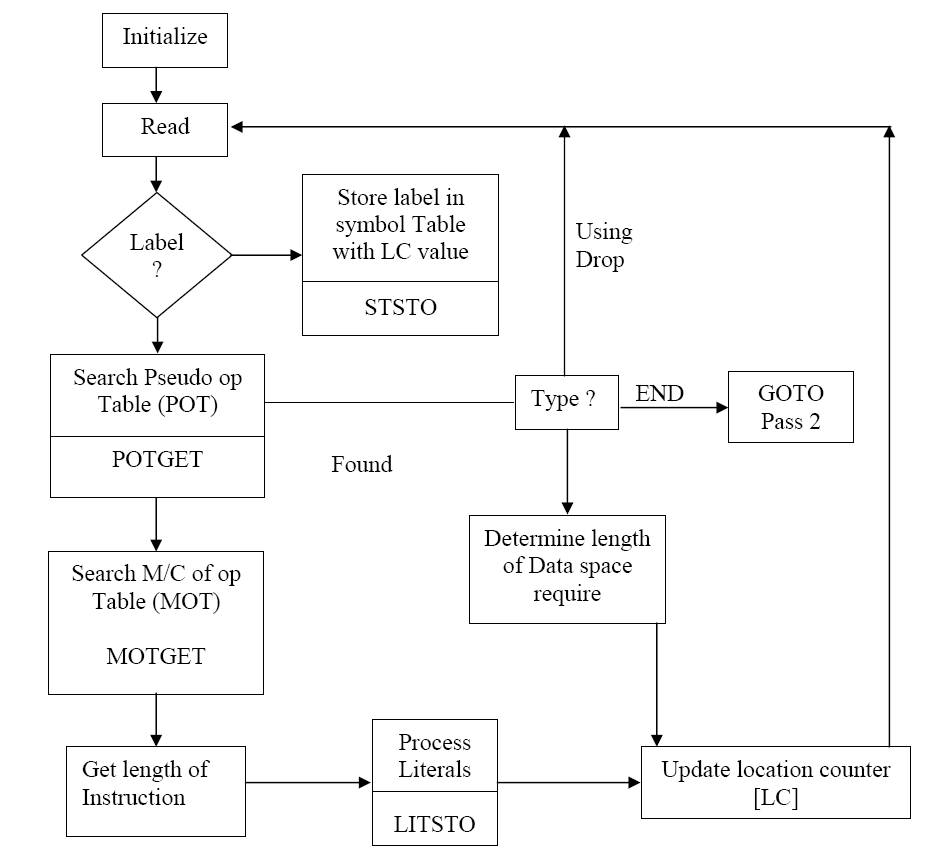 Initialize
Read
Label
?
Store label in
symbol Table
with LC value
STSTO
Using
Drop
Search Pseudo op
Table (POT)
POTGET
Found
Type ?
END
GOTO
Pass 2
Determine length
of Data space
require
Search M/C of op
Table (MOT)
MOTGET
Get length of
Instruction
Process
Literals
LITSTO
Update location counter
[LC]